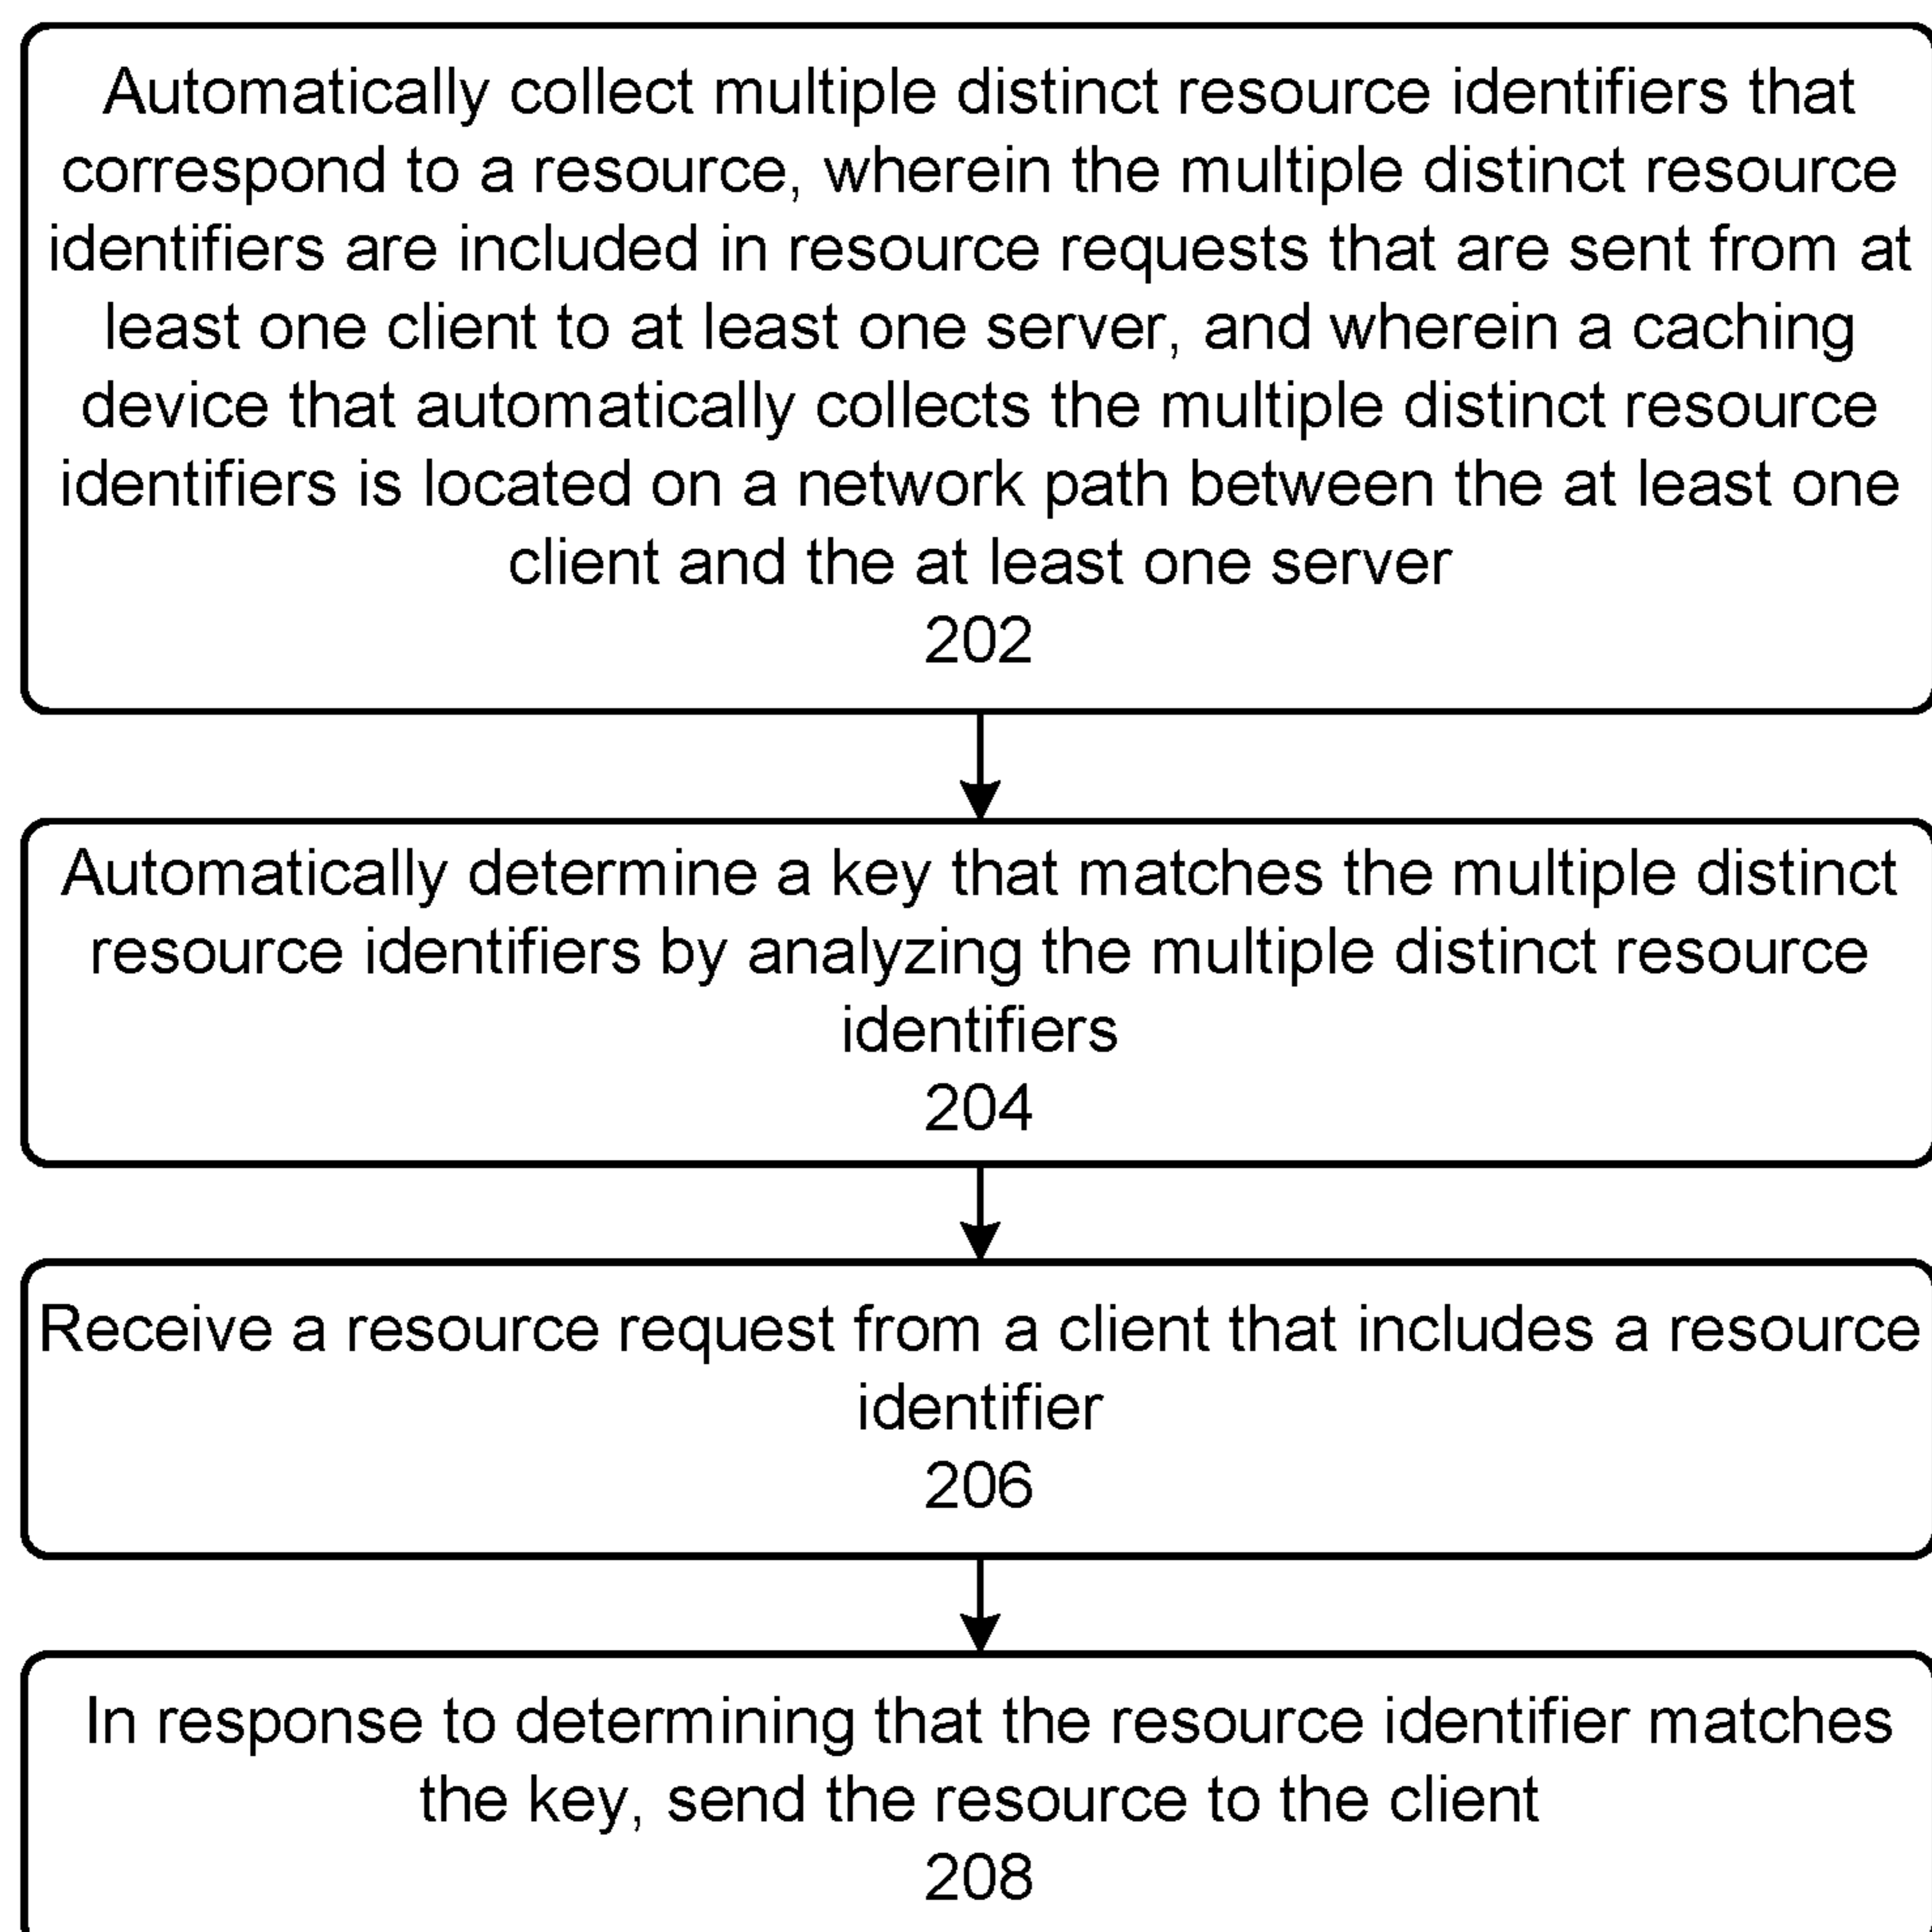 Automatically collect multiple distinct resource identifiers that
correspond to a resource, wherein the multiple distinct resource
identifiers are included in resource requests that are sent from at
least one client to at least one server, and wherein a caching
device that automatically collects the multiple distinct resource
identifiers is located on a network path between the at least one
client and the at least one server
202
Automatically determine a key that matches the multiple distinct
resource identifiers by analyzing the multiple distinct resource
identifiers
204
Receive a resource request from a client that includes a resource
identifier
206
In response to determining that the resource identifier matches
the key, send the resource to the client
208